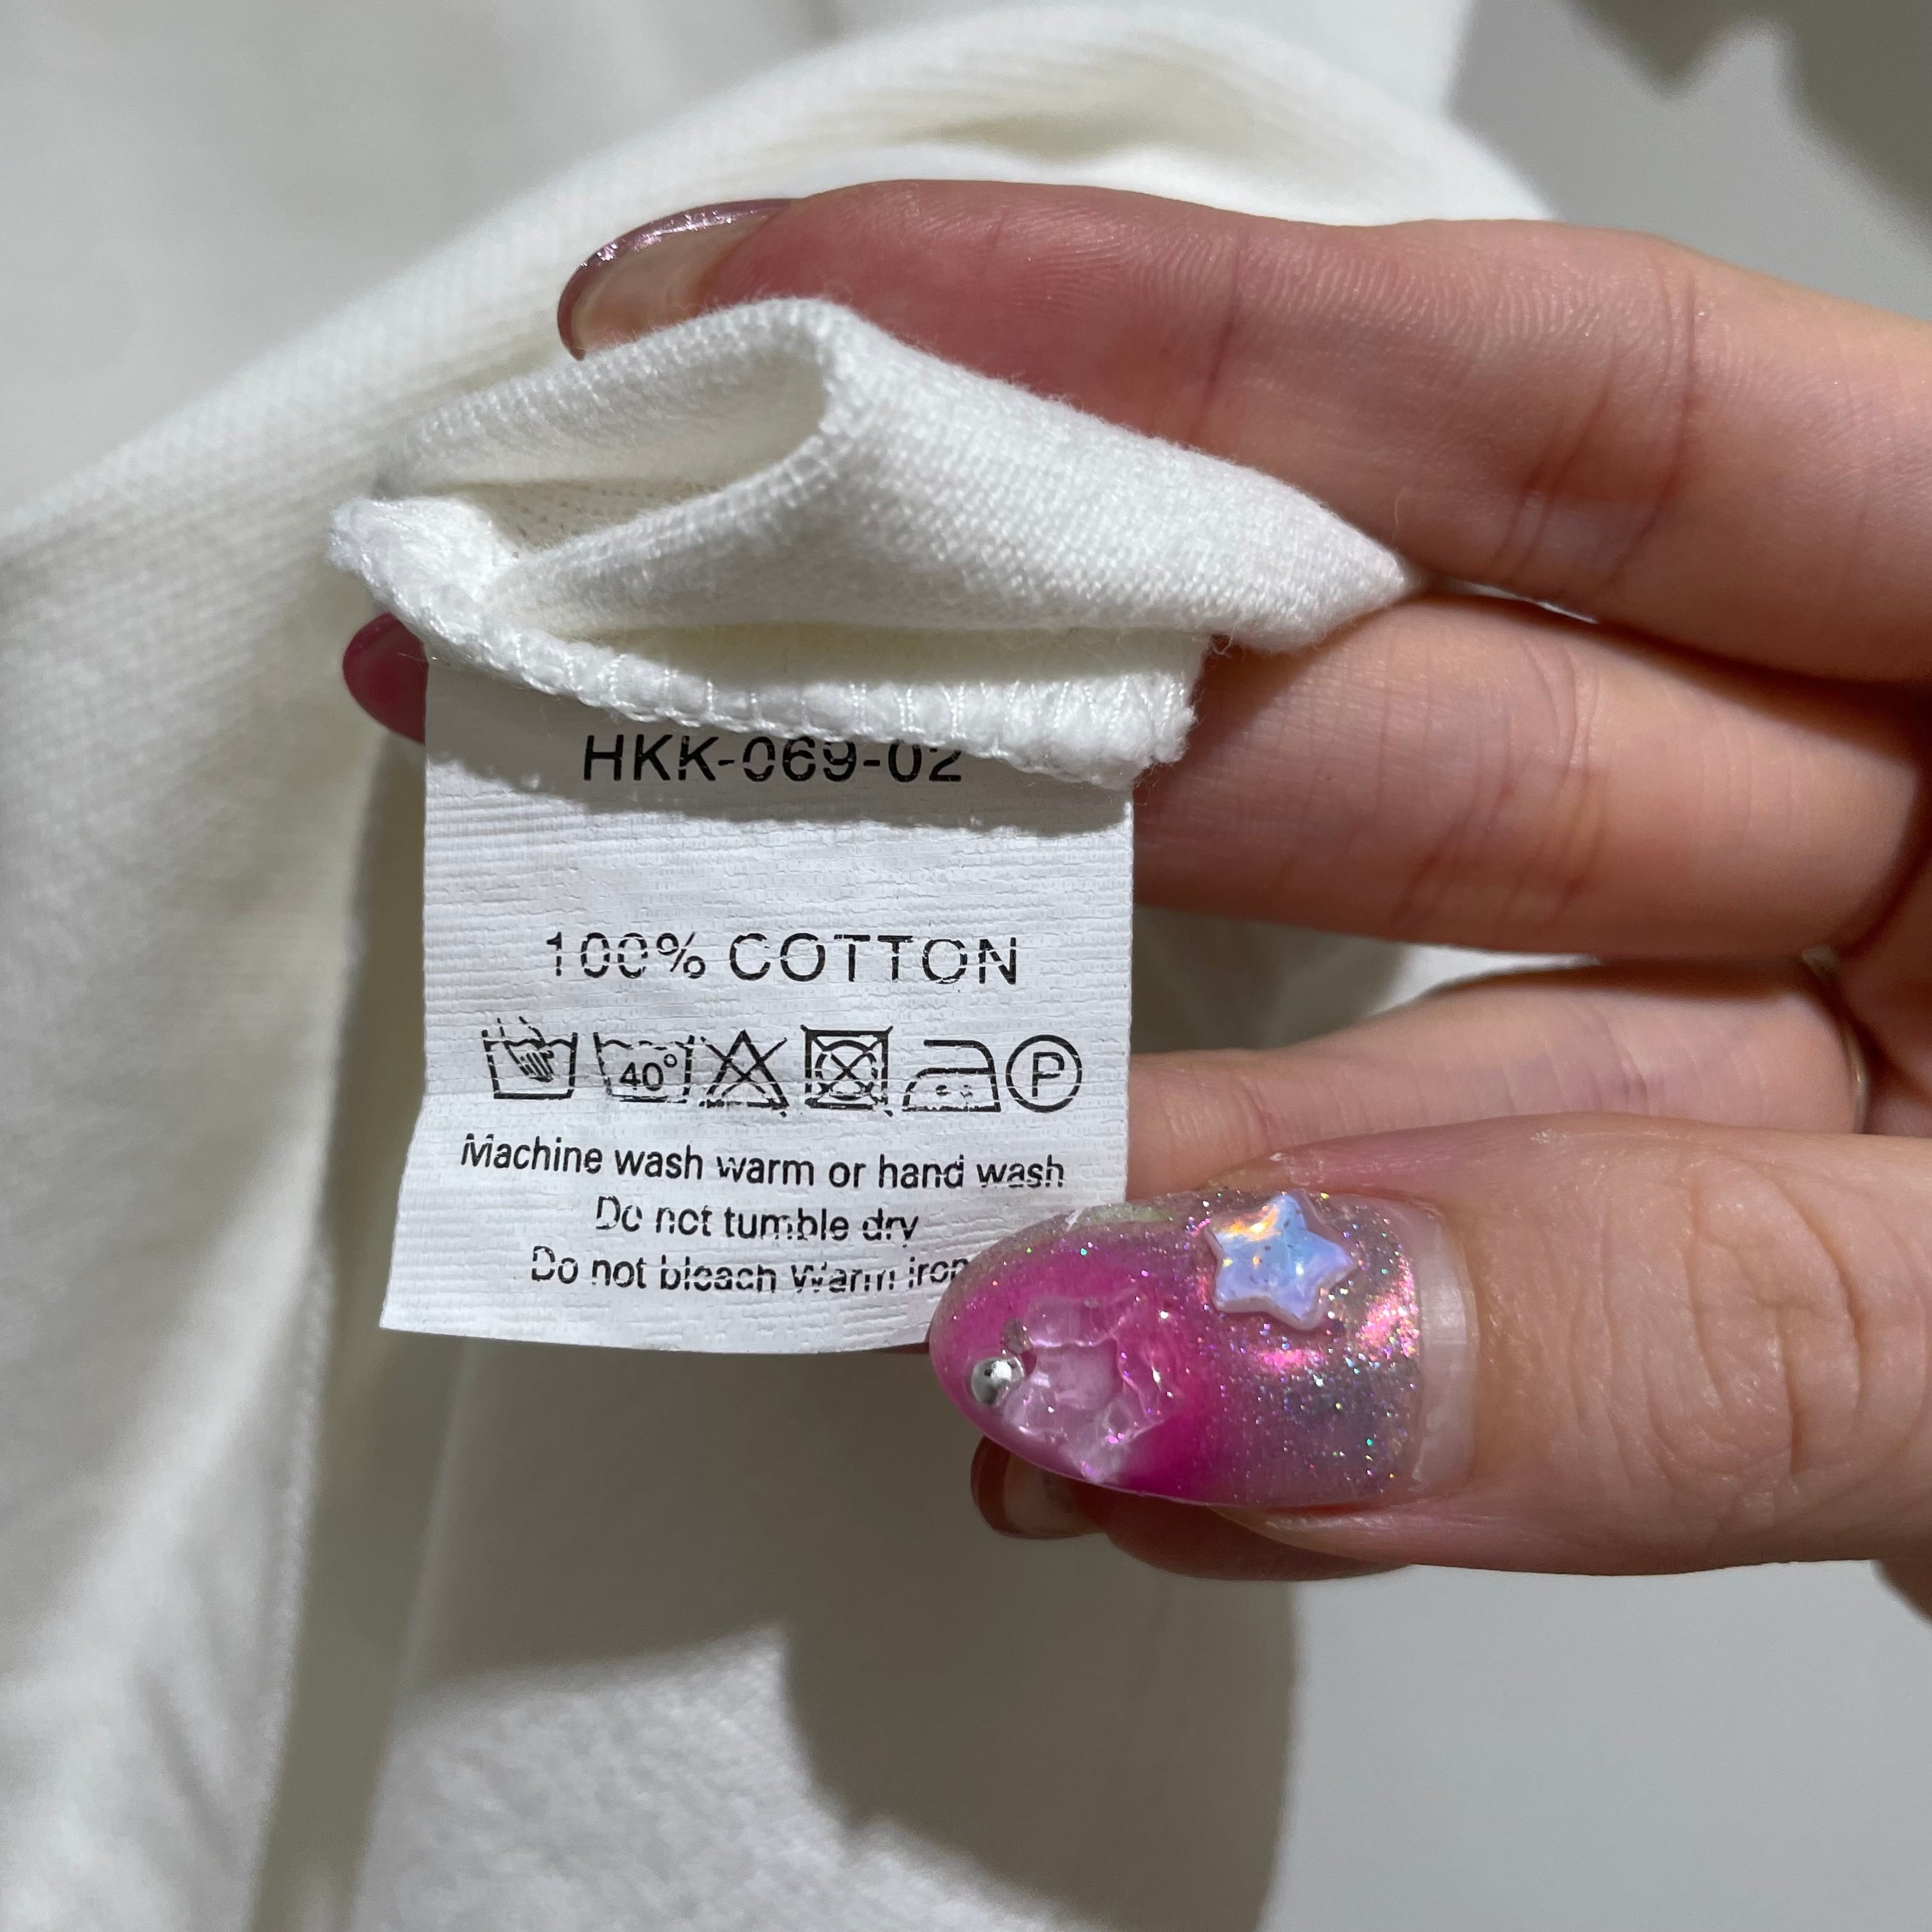 HKK-069-02
100% COTTON
40°
P
Machine wash warm or hand wash
Do not tumble dry
Do not bleach Warm iron